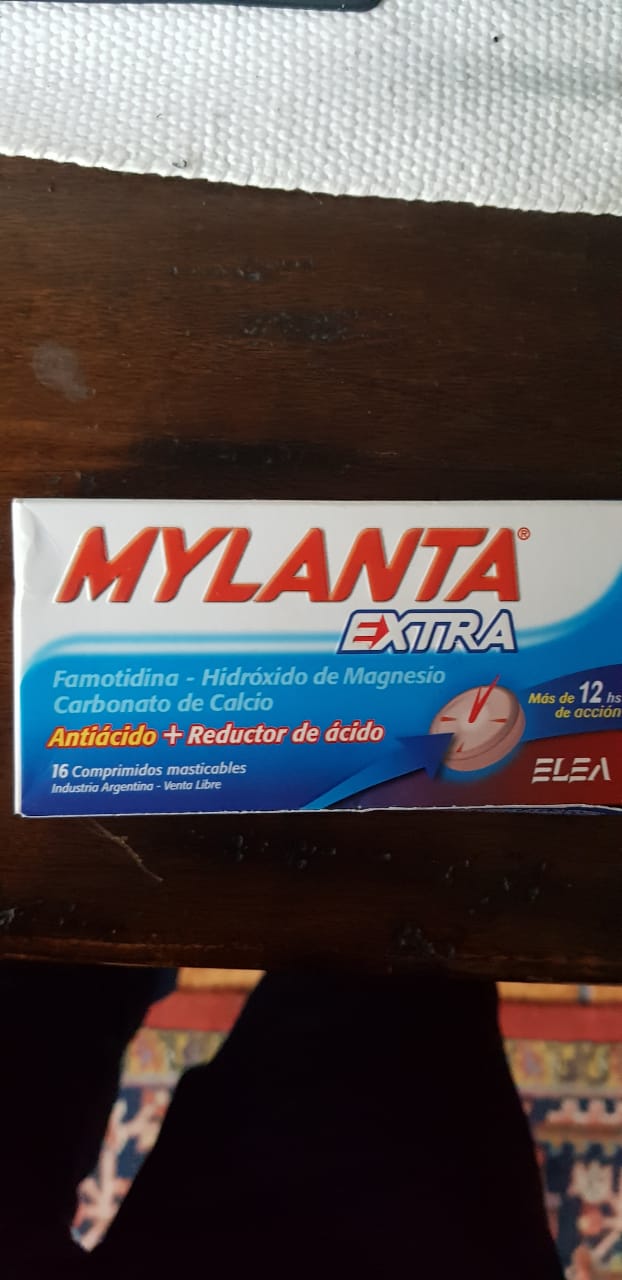 MYLANTA®
EXTRA
Famotidina - Hidróxido de Magnesio
Carbonato de Calcio
Antiácido + Reductor de ácido
16 Comprimidos masticables
Industria Argentina - Venta Libre
Más de 12 hs
de acción
ELEA